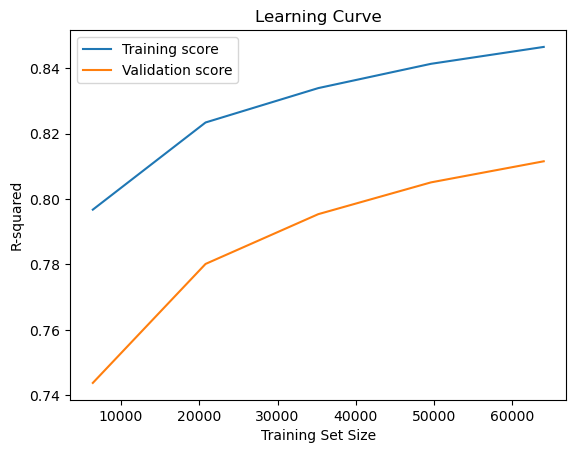 Learning Curve
Training score
Validation score
0.84
0.82
0.80
0.78
0.76
0.74
R-squared
10000 20000 30000 40000 50000 60000
Training Set Size